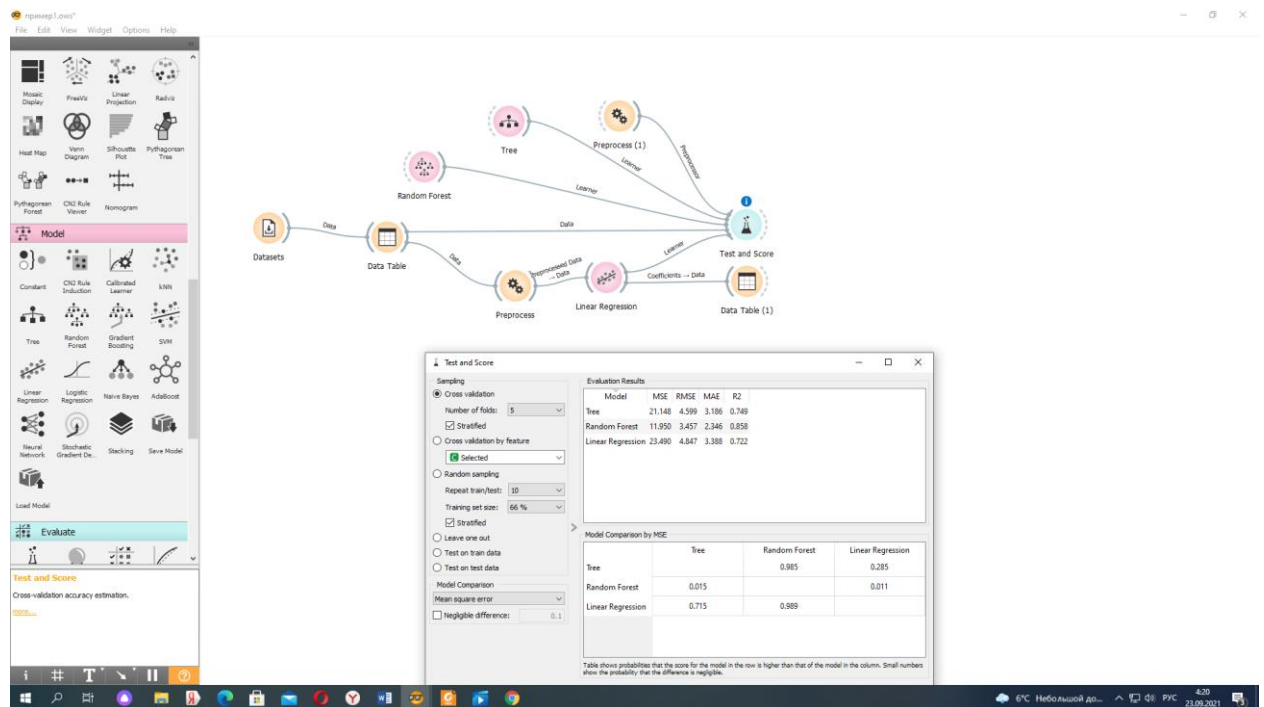 пример1.ows*
File Edit View Widget Options Help
Mosaic Display
FreeViz
Linear Projection
Radviz
Heat Map
Venn Diagram
Silhouette Plot
Pythagorean Tree
Pythagorean Forest
CN2 Rule Viewer
Nomogram
Model
Constant
CN2 Rule Induction
Calibrated Learner
kNN
Tree
Random Forest
Gradient Boosting
SVM
Linear Regression
Logistic Regression
Naive Bayes
AdaBoost
Neural Network
Stochastic Gradient De...
Stacking
Save Model
Load Model
Evaluate
Test and Score
Cross-validation accuracy estimation.
more...
Tree
Preprocess (1)
Random Forest
Learner
Preprocessor
Learner
Datasets
Data
Data Table
Data
Data
Preprocess
Preprocessed Data → Data
Linear Regression
Learner
Test and Score
Coefficients → Data
Data Table (1)
Test and Score
Sampling
Cross validation
Number of folds: 5
Stratified
Cross validation by feature
C Selected
Random sampling
Repeat train/test: 10
Training set size: 66 %
Stratified
Leave one out
Test on train data
Test on test data
Model Comparison
Mean square error
Negligible difference: 0.1
Evaluation Results
Model MSE RMSE MAE R2
Tree 21.148 4.599 3.186 0.749
Random Forest 11.950 3.457 2.346 0.858
Linear Regression 23.490 4.847 3.388 0.722
Model Comparison by MSE
Tree Random Forest Linear Regression
Tree 0.985 0.285
Random Forest 0.015 0.011
Linear Regression 0.715 0.989
Table shows probabilities that the score for the model in the row is higher than that of the model in the column. Small numbers
show the probability that the difference is negligible.
6°C Небольшой до... РУС
4:20
23.09.2021